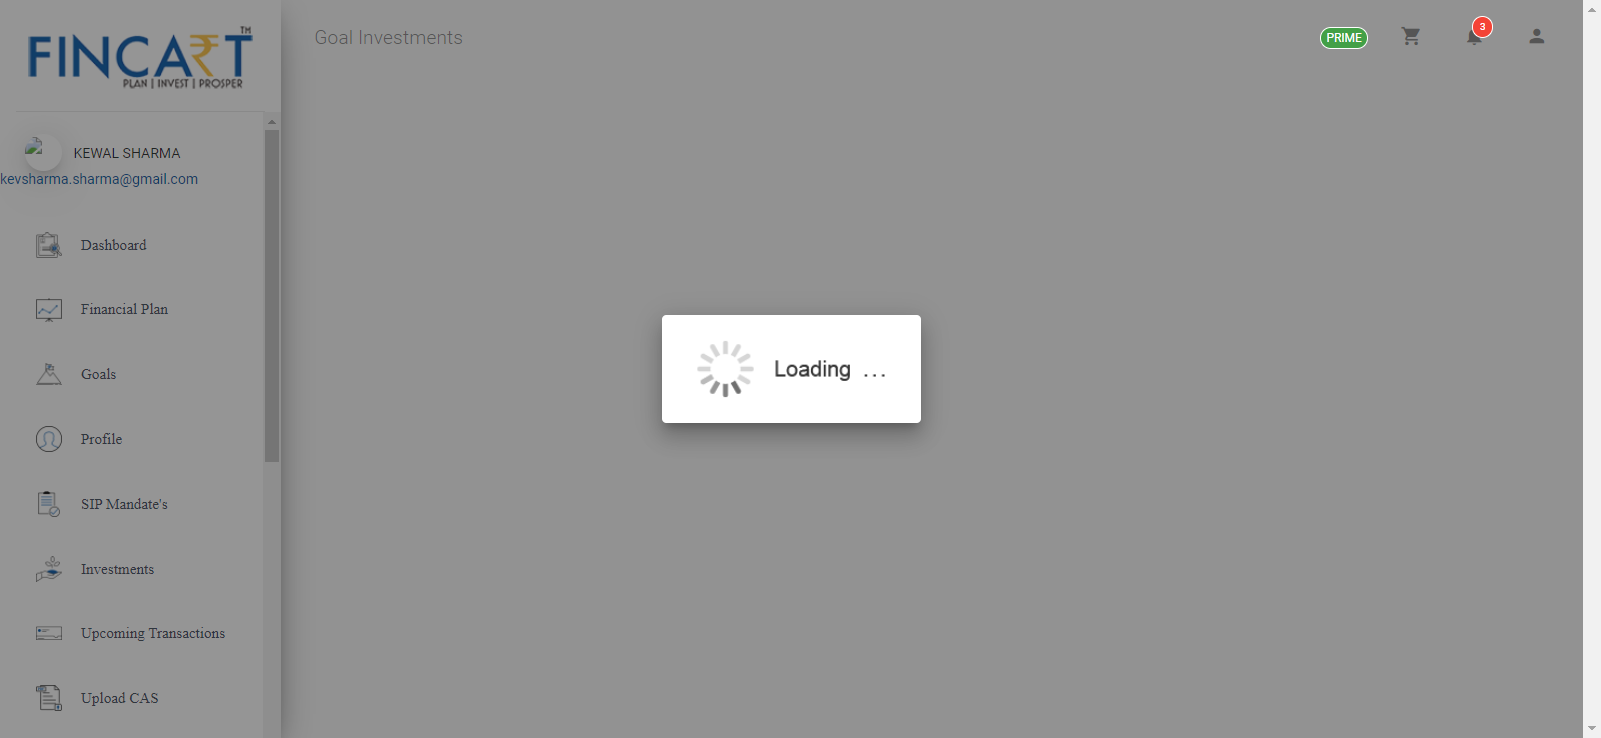 FINCART™
PLAN | INVEST | PROSPER
Goal Investments
PRIME
3
KEWAL SHARMA
kevsharma.sharma@gmail.com
Dashboard
Financial Plan
Goals
Profile
SIP Mandate's
Investments
Upcoming Transactions
Upload CAS
Loading ...